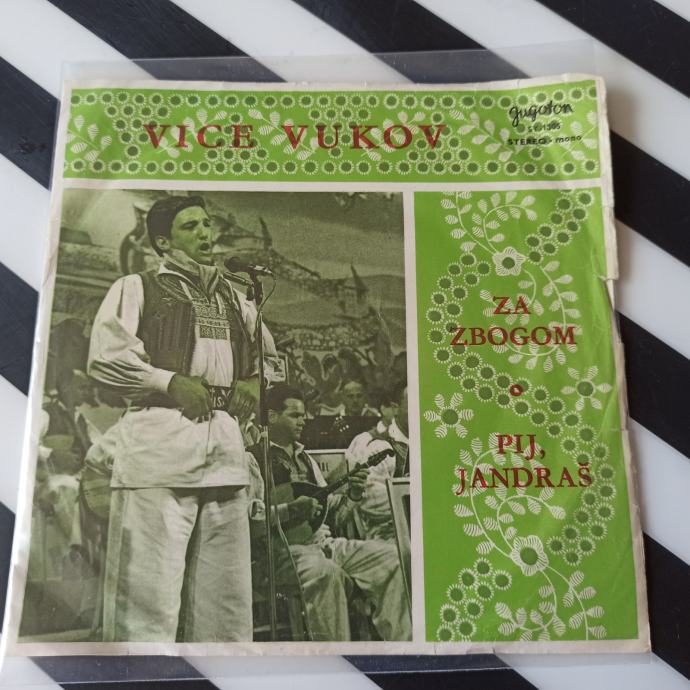 VICE VUKOV
jugoton
STEREO - mono
ZA
ZBOGOM
PIJ,
JANDRAŠ